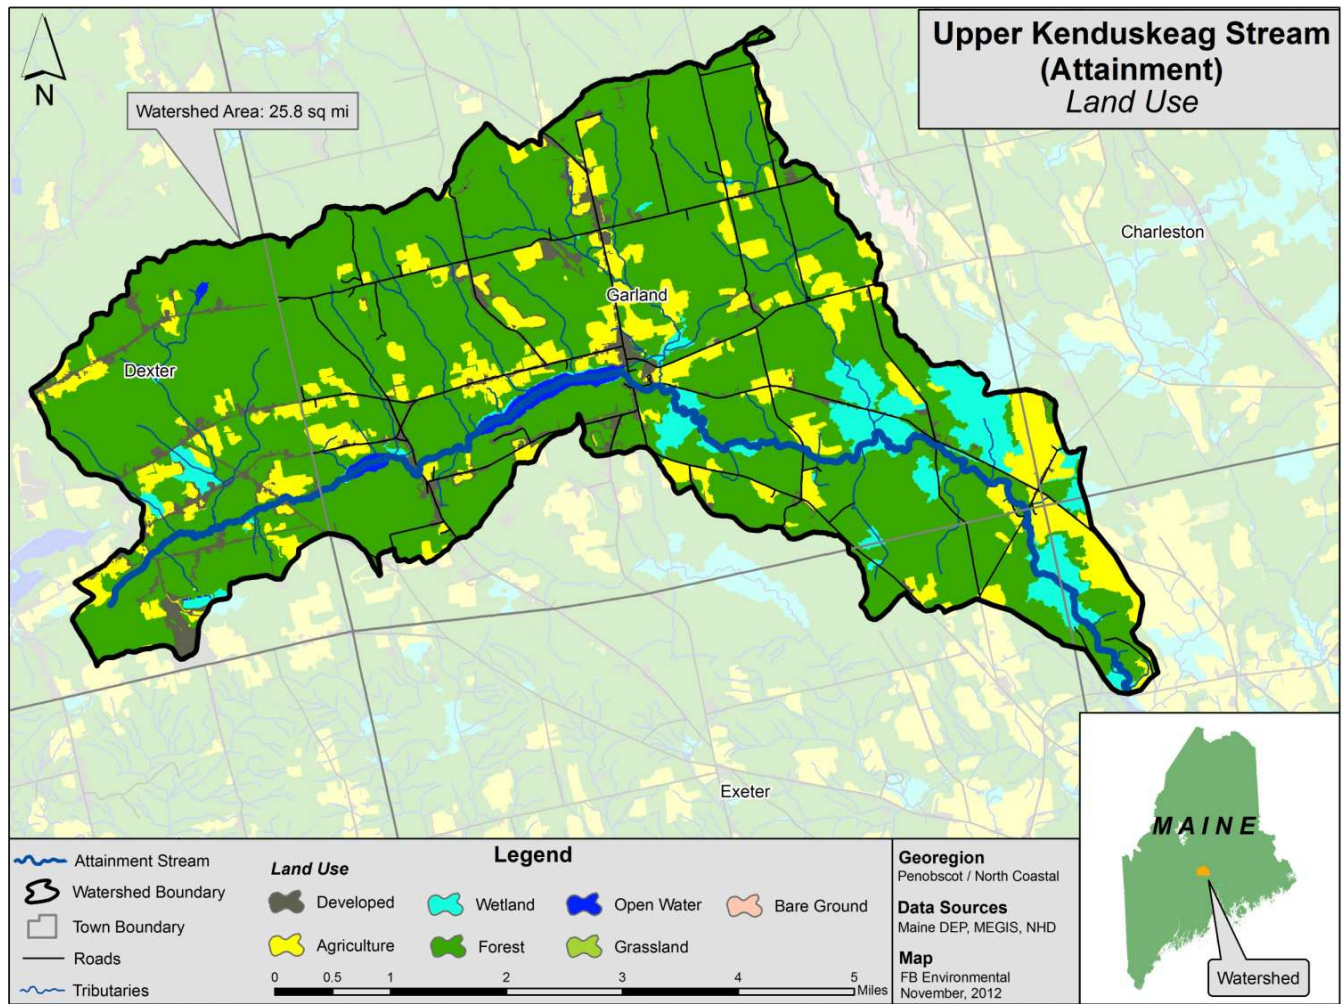 Upper Kenduskeag Stream
(Attainment)
Land Use
N
Watershed Area: 25.8 sq mi
Charleston
Garland
Dexter
Exeter
MAINE
Watershed
Legend
Attainment Stream
Watershed Boundary
Town Boundary
Roads
Tributaries
Land Use
Developed
Wetland
Open Water
Bare Ground
Agriculture
Forest
Grassland
0 0.5 1 2 3 4 5
Miles
Georegion
Penobscot / North Coastal
Data Sources
Maine DEP, MEGIS, NHD
Map
FB Environmental
November, 2012